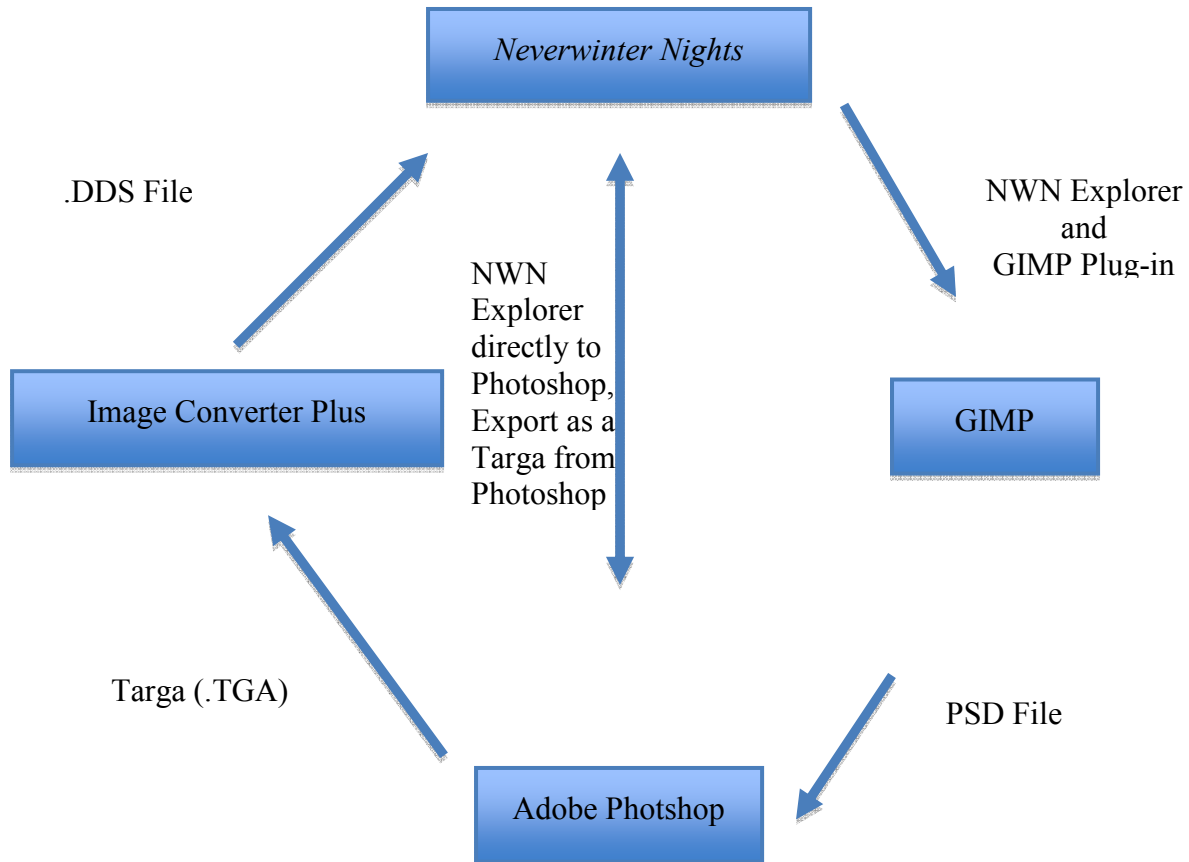 Neverwinter Nights
.DDS File
NWN Explorer
and
GIMP Plug-in
NWN
Explorer
directly to
Photoshop,
Export as a
Targa from
Photoshop
Image Converter Plus
GIMP
Targa (.TGA)
PSD File
Adobe Photshop